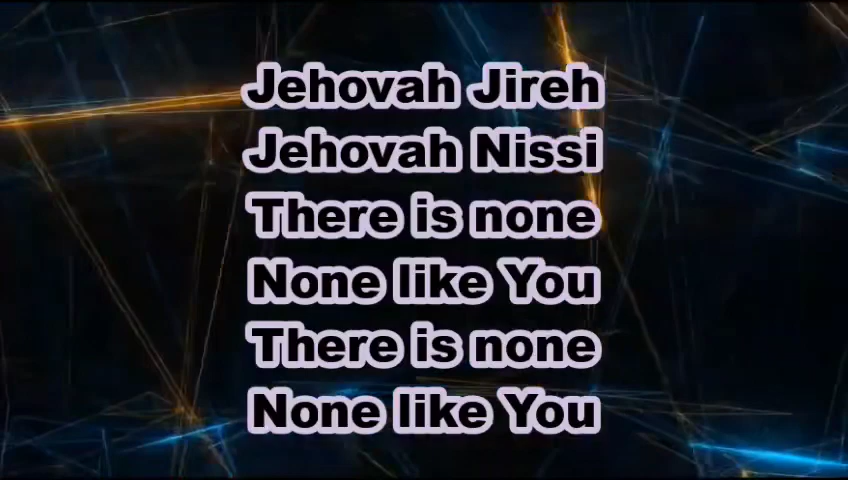 Jehovah Jireh
Jehovah Nissi
There is none
None like You
There is none
None like You